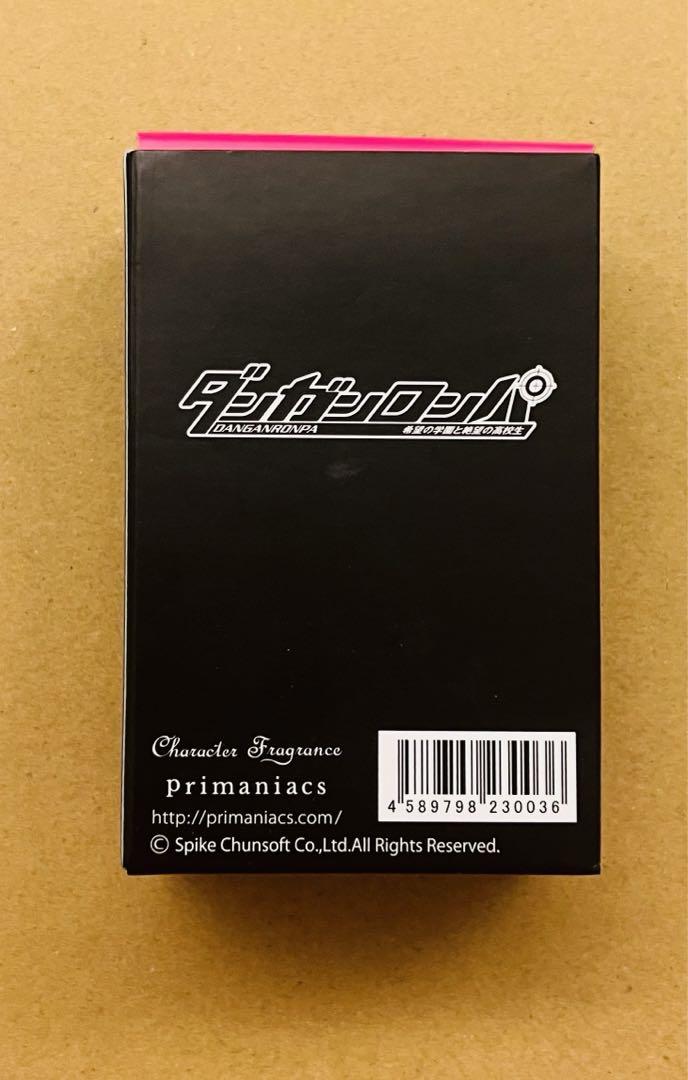 ダンガンロンパ
DANGANRONPA 希望の学園と絶望の高校生
Character Fragrance
primaniacs
http://primaniacs.com/
© Spike Chunsoft Co.,Ltd.All Rights Reserved.
4 589798 230036